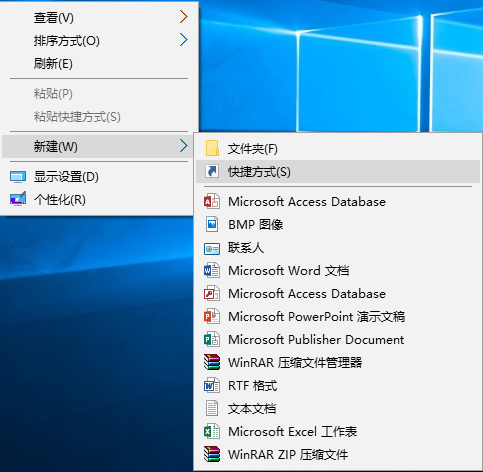 查看(V)
排序方式(O)
刷新(E)
粘贴(P)
粘贴快捷方式(S)
新建(W)
显示设置(D)
个性化(R)
文件夹(F)
快捷方式(S)
Microsoft Access Database
BMP 图像
联系人
Microsoft Word 文档
Microsoft Access Database
Microsoft PowerPoint 演示文稿
Microsoft Publisher Document
WinRAR 压缩文件管理器
RTF 格式
文本文档
Microsoft Excel 工作表
WinRAR ZIP 压缩文件